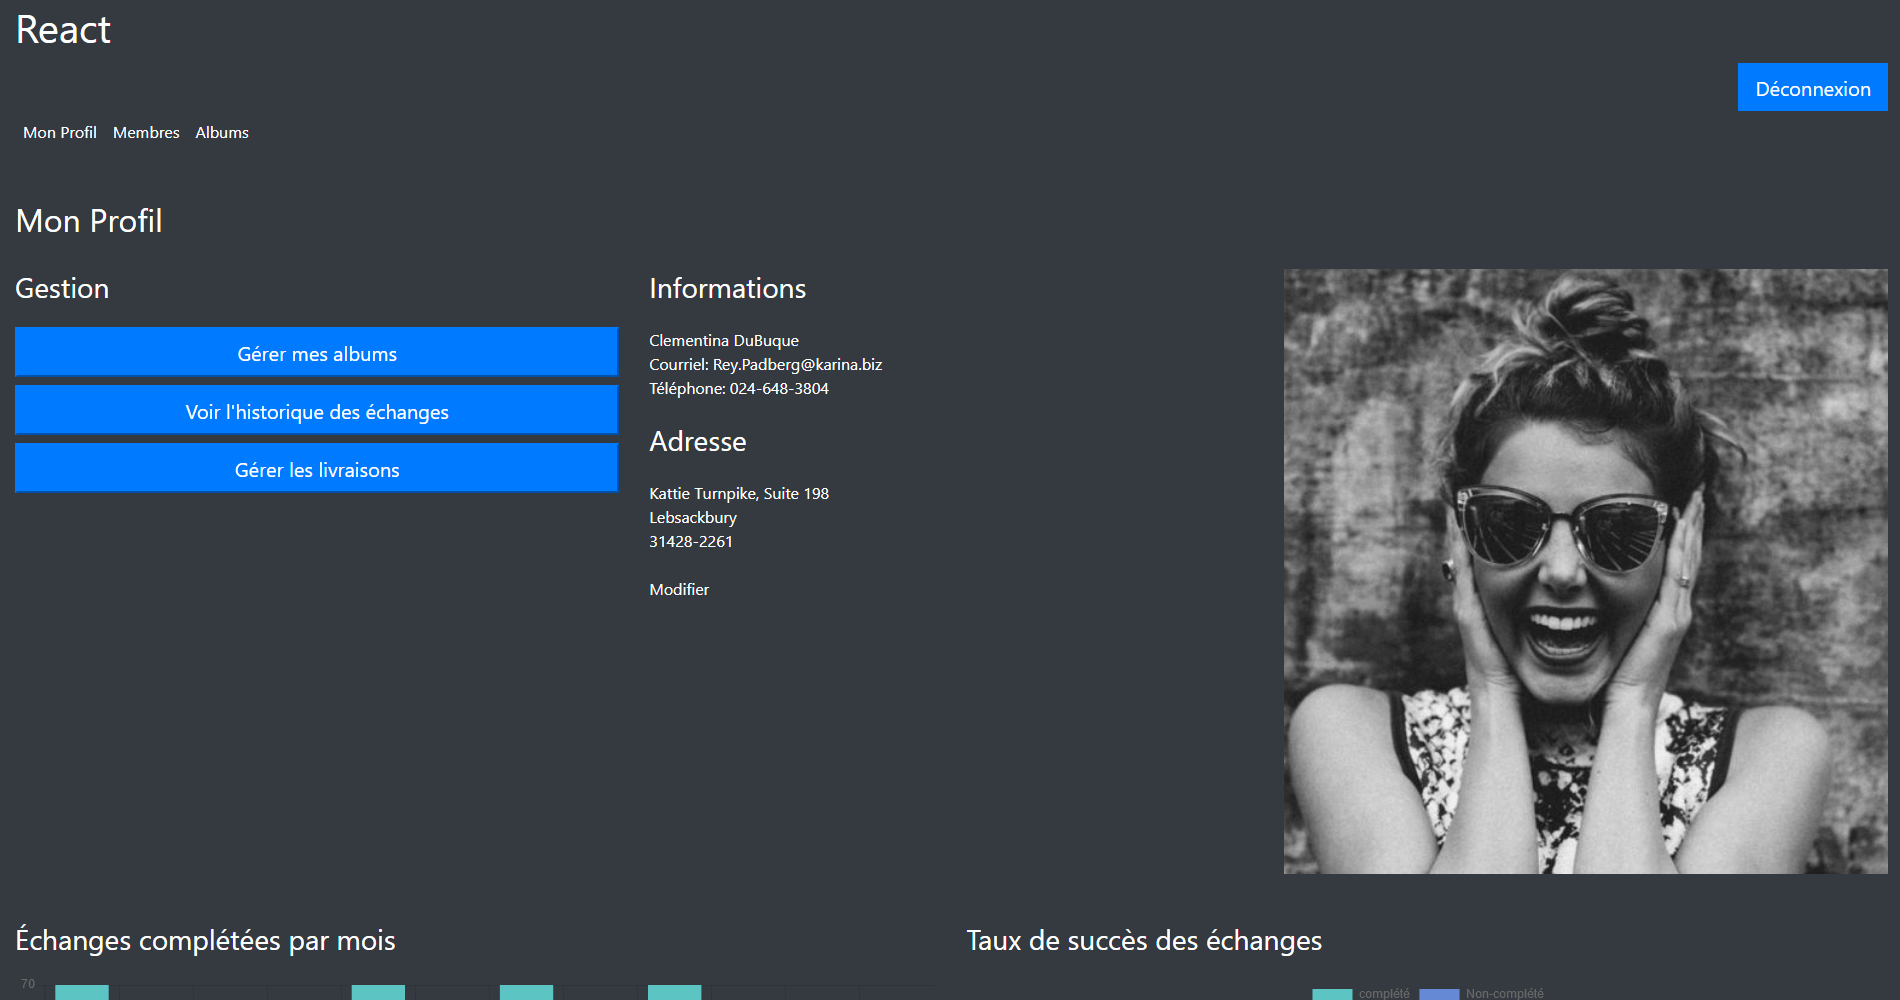 React
Déconnexion
Mon Profil Membres Albums
Mon Profil
Gestion
Gérer mes albums
Voir l'historique des échanges
Gérer les livraisons
Informations
Clementina DuBuque
Courriel: Rey.Padberg@karina.biz
Téléphone: 024-648-3804
Adresse
Kattie Turnpike, Suite 198
Lebsackbury
31428-2261
Modifier
Échanges complétées par mois
70
Taux de succès des échanges
complété Non-complété